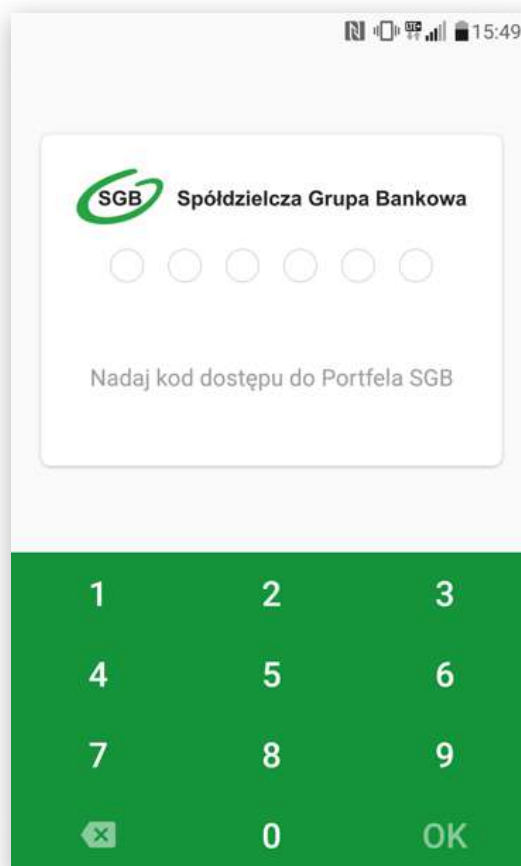 LTE+ 15:49
SGB Spółdzielcza Grupa Bankowa
Nadaj kod dostępu do Portfela SGB
1 2 3
4 5 6
7 8 9
0 OK